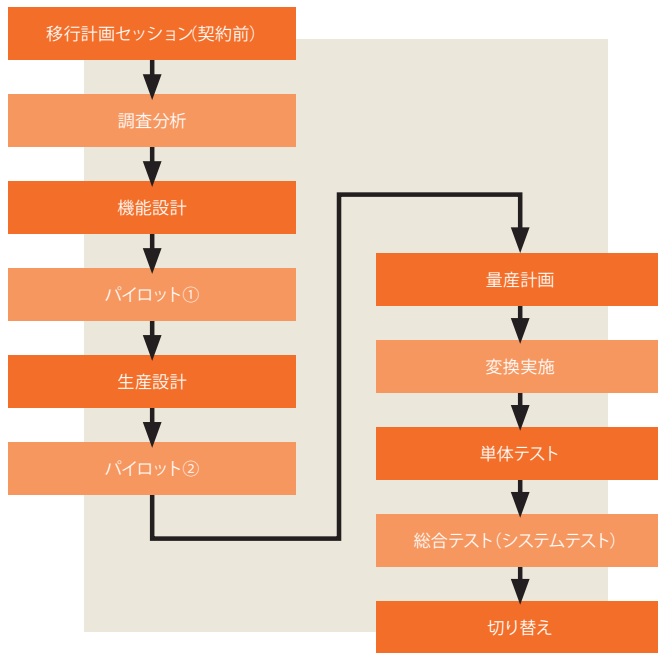 移行計画セッション(契約前)
調査分析
機能設計
パイロット①
生産設計
パイロット②
量産計画
変換実施
単体テスト
総合テスト(システムテスト)
切り替え